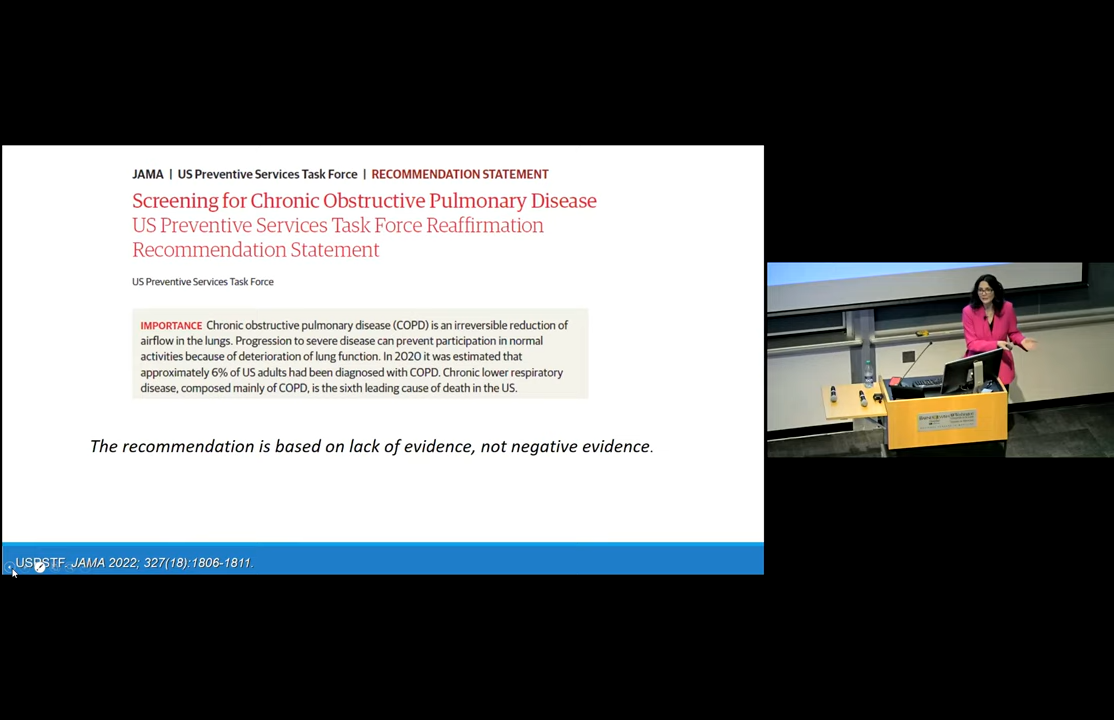 JAMA | US Preventive Services Task Force | RECOMMENDATION STATEMENT
Screening for Chronic Obstructive Pulmonary Disease
US Preventive Services Task Force Reaffirmation
Recommendation Statement
US Preventive Services Task Force
IMPORTANCE Chronic obstructive pulmonary disease (COPD) is an irreversible reduction of
airflow in the lungs. Progression to severe disease can prevent participation in normal
activities because of deterioration of lung function. In 2020 it was estimated that
approximately 6% of US adults had been diagnosed with COPD. Chronic lower respiratory
disease, composed mainly of COPD, is the sixth leading cause of death in the US.
The recommendation is based on lack of evidence, not negative evidence.
USPSTF. JAMA 2022; 327(18):1806-1811.